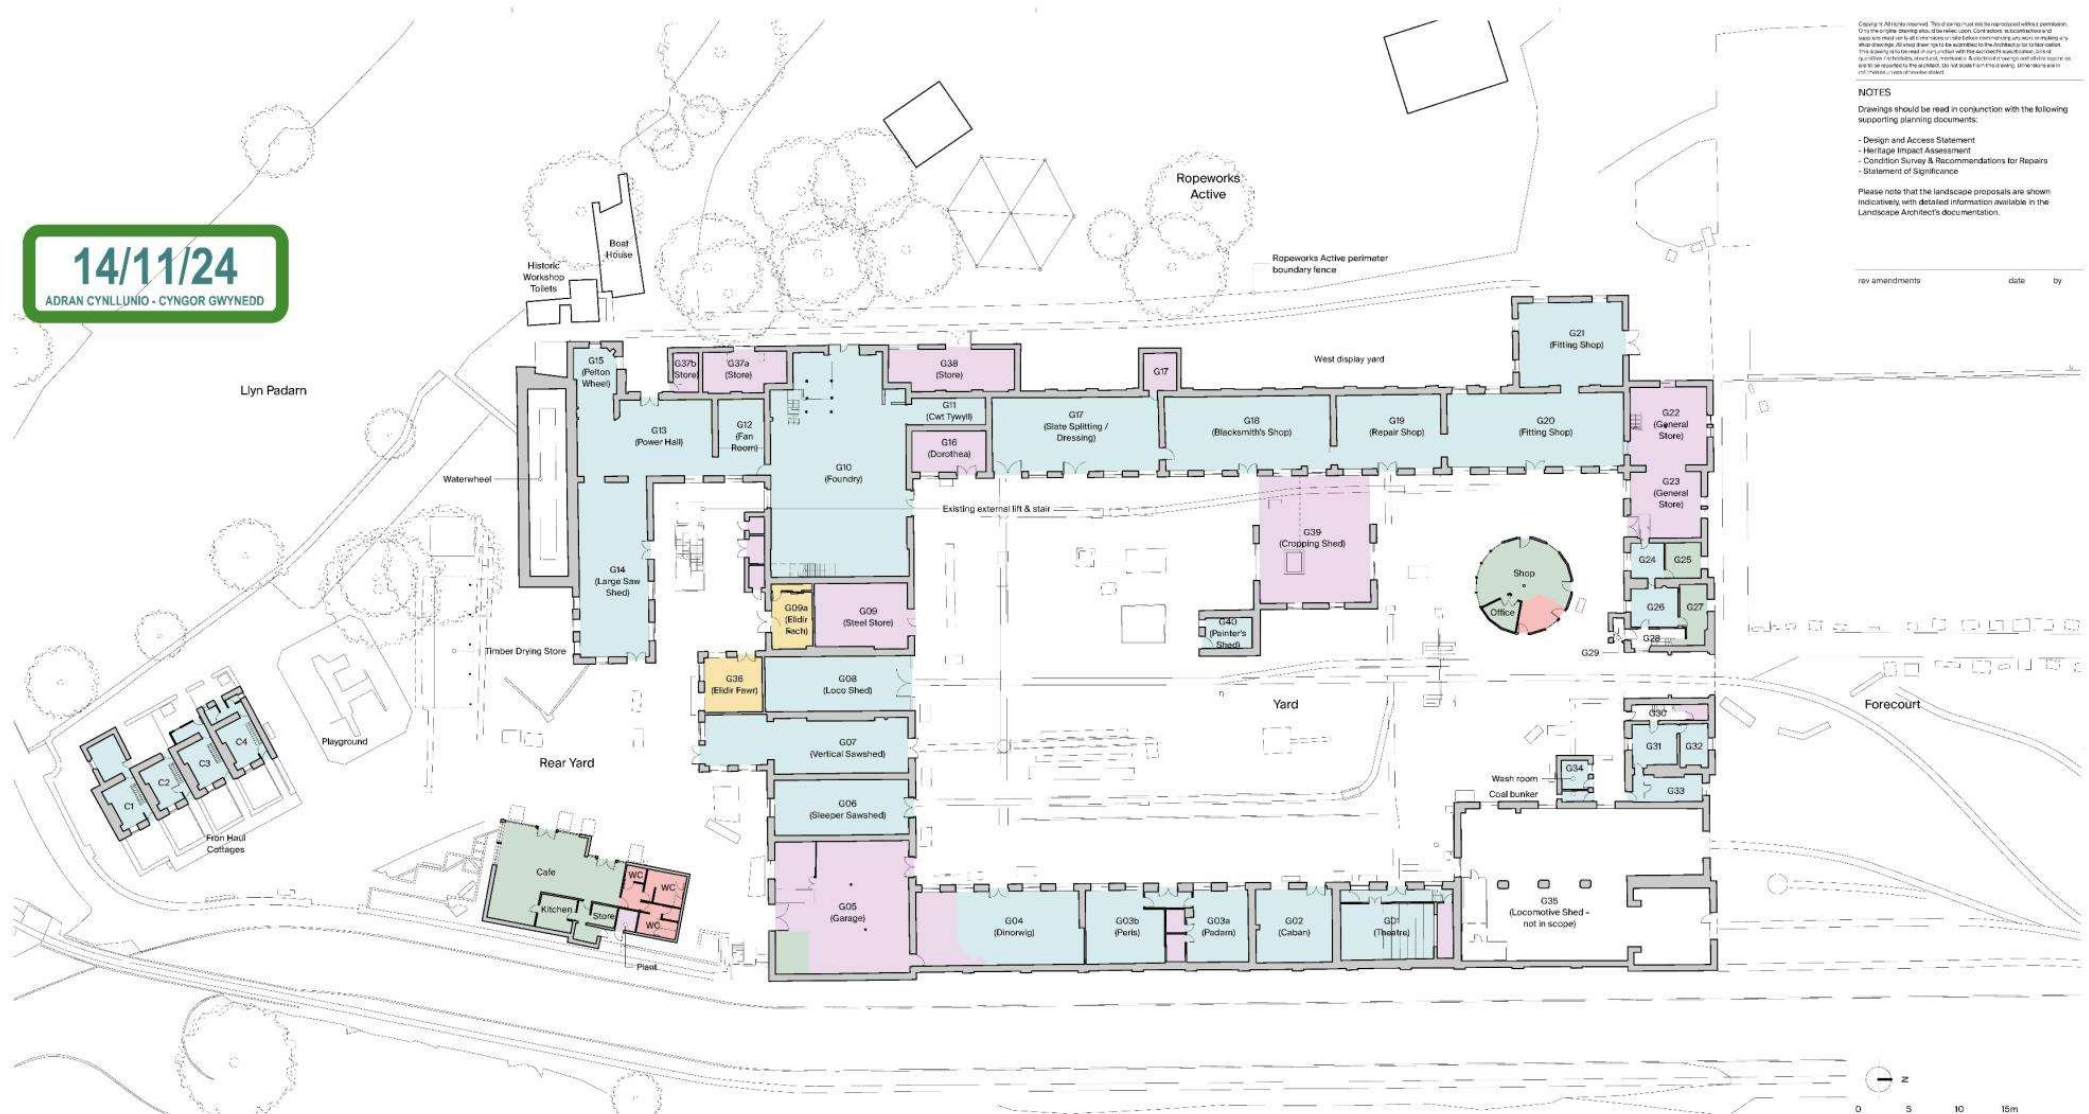 NOTES
Drawings should be read in conjunction with the following
supporting planning documents:
- Design and Access Statement
- Heritage Impact Assessment
- Condition Survey & Recommendations for Repairs
- Statement of Significance
Please note that the landscape proposals are shown
indicatively, with detailed information available in the
Landscape Architect's documentation.
rev amendments date by
14/11/24
ADRAN CYNLLUNIO - CYNGOR GWYNEDD
Ropeworks
Active
Boat
House
Historic
Workshop
Toilets
Ropeworks Active perimeter
boundary fence
West display yard
Llyn Padarn
G15
(Pelton
Wheel)
G37b
(Store)
G37a
(Store)
G38
(Store)
G17
G21
(Fitting Shop)
G13
(Power Hall)
G12
(Fan
Room)
G11
(Cwt Tywyll)
G16
(Dorothea)
G17
(Slate Splitting /
Dressing)
G18
(Blacksmith's Shop)
G19
(Repair Shop)
G20
(Fitting Shop)
G22
(General
Store)
G10
(Foundry)
Waterwheel
Existing external lift & stair
G23
(General
Store)
G39
(Cropping Shed)
G14
(Large Saw
Shed)
G24
G25
Shop
Office
G26
G27
G28
G29
G09a
(Elidir
Fach)
G09
(Steel Store)
G40
(Painter's
Shed)
Timber Drying Store
G36
(Elidir Fawr)
G08
(Loco Shed)
Yard
Forecourt
G30
G31
G32
G33
G34
Wash room
Coal bunker
Playground
C4
C3
C2
C1
Fron Haul
Cottages
Rear Yard
G07
(Vertical Sawshed)
G06
(Sleeper Sawshed)
Cafe
WC
WC
WC
Kitchen
Store
Plant
G05
(Garage)
G04
(Dinorwig)
G03b
(Peris)
G03a
(Padarn)
G02
(Caban)
G01
(Theatre)
G35
(Locomotive Shed -
not in scope)
N
0 5 10 15m